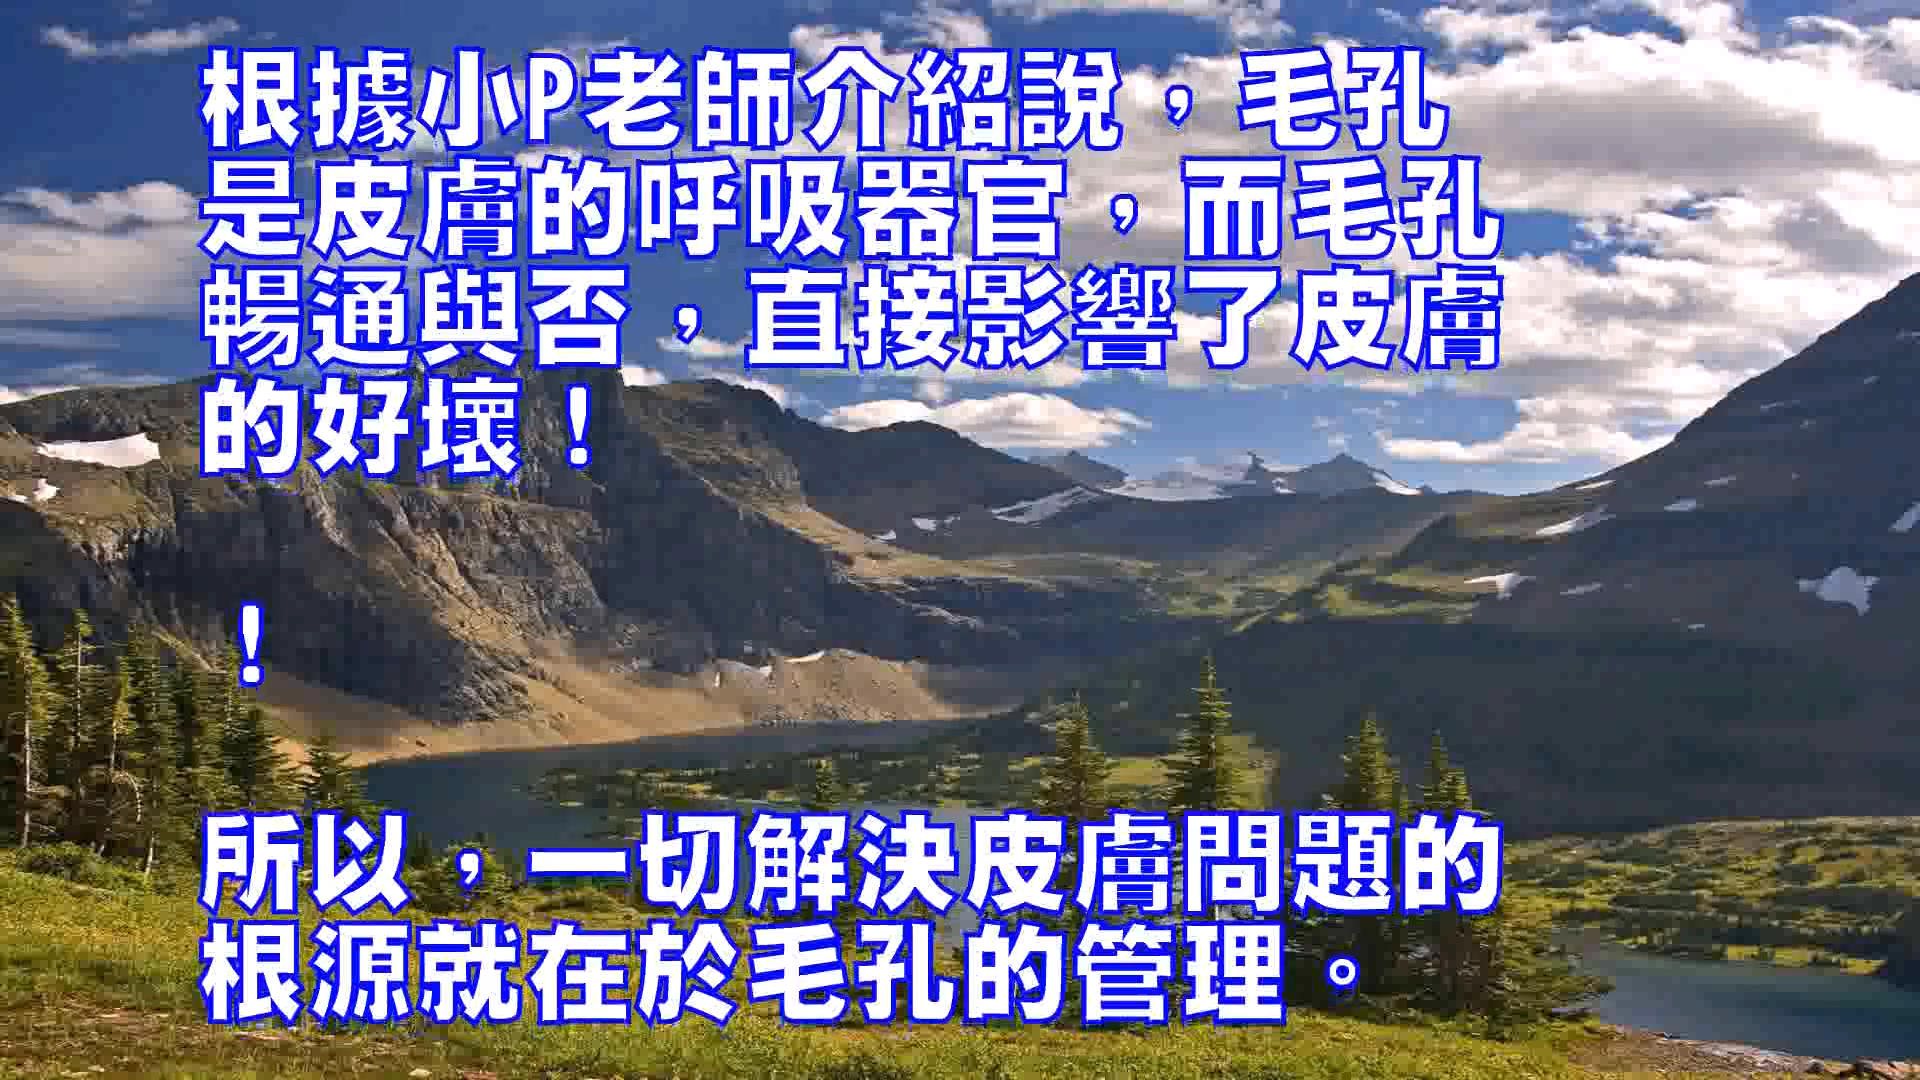 根據小P老師介紹說，毛孔
是皮膚的呼吸器官，而毛孔
暢通與否，直接影響了皮膚
的好壞！
！
所以，一切解決皮膚問題的
根源就在於毛孔的管理。